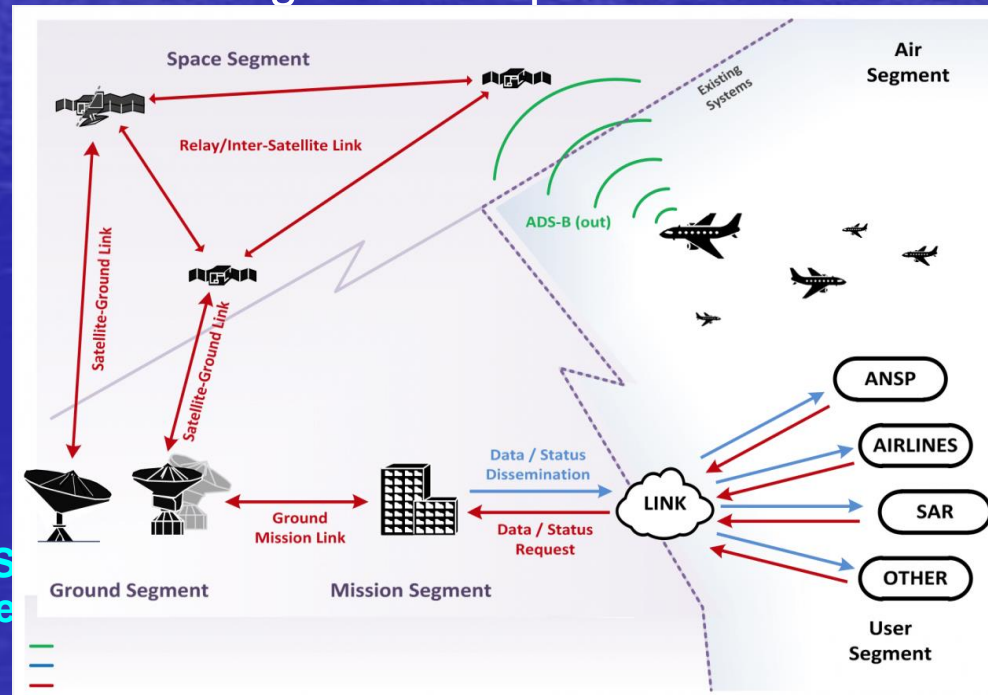 Space Segment
Air
Segment
Existing
Systems
Relay/Inter-Satellite Link
ADS-B (out)
Satellite-Ground Link
Satellite-Ground Link
ANSP
AIRLINES
SAR
OTHER
Data / Status
Dissemination
LINK
Data / Status
Request
Ground
Mission Link
Ground Segment
Mission Segment
User
Segment